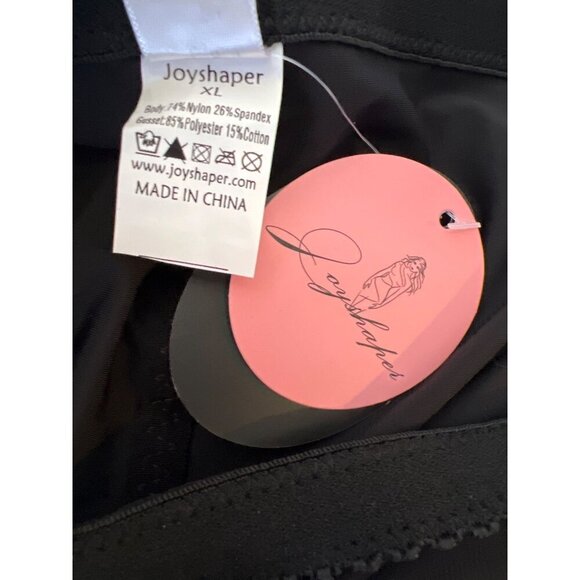 Joyshaper
XL
Body:74%Nylon 26%Spandex
Gusset:85%Polyester 15%Cotton
www.joyshaper.com
MADE IN CHINA
Joyshaper